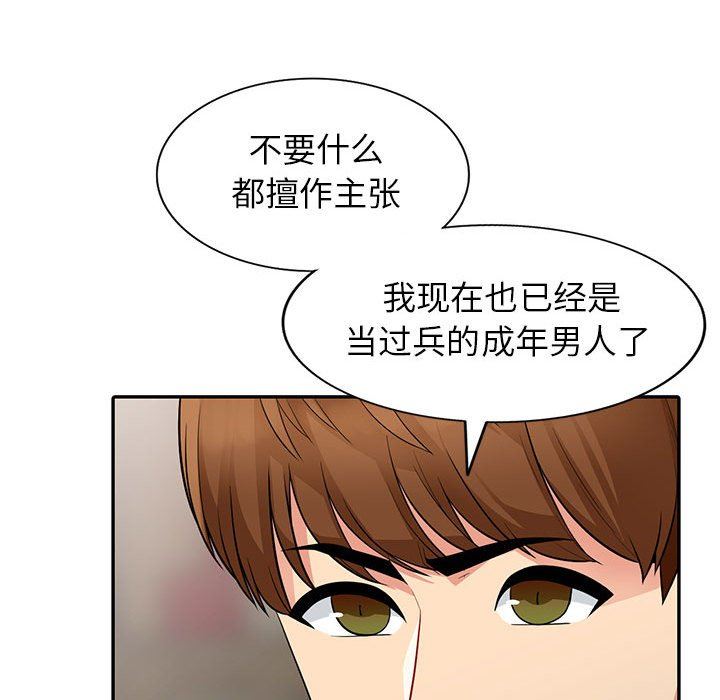 不要什么
都擅作主张
我现在也已经是
当过兵的成年男人了